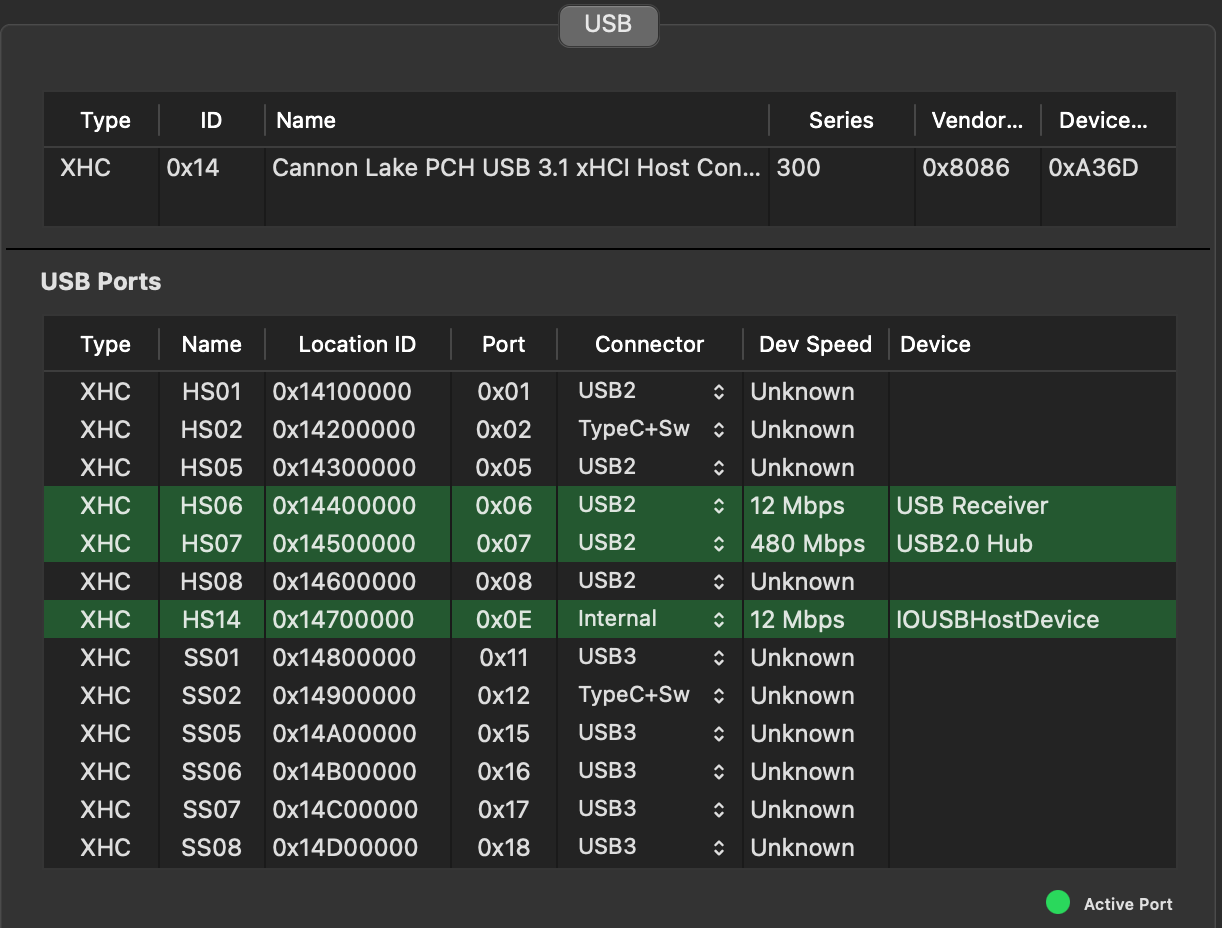 USB
Type ID Name Series Vendor... Device...
XHC 0x14 Cannon Lake PCH USB 3.1 xHCI Host Con... 300 0x8086 0xA36D
USB Ports
Type Name Location ID Port Connector Dev Speed Device
XHC HS01 0x14100000 0x01 USB2 Unknown
XHC HS02 0x14200000 0x02 TypeC+Sw Unknown
XHC HS05 0x14300000 0x05 USB2 Unknown
XHC HS06 0x14400000 0x06 USB2 12 Mbps USB Receiver
XHC HS07 0x14500000 0x07 USB2 480 Mbps USB2.0 Hub
XHC HS08 0x14600000 0x08 USB2 Unknown
XHC HS14 0x14700000 0x0E Internal 12 Mbps IOUSBHostDevice
XHC SS01 0x14800000 0x11 USB3 Unknown
XHC SS02 0x14900000 0x12 TypeC+Sw Unknown
XHC SS05 0x14A00000 0x15 USB3 Unknown
XHC SS06 0x14B00000 0x16 USB3 Unknown
XHC SS07 0x14C00000 0x17 USB3 Unknown
XHC SS08 0x14D00000 0x18 USB3 Unknown
Active Port